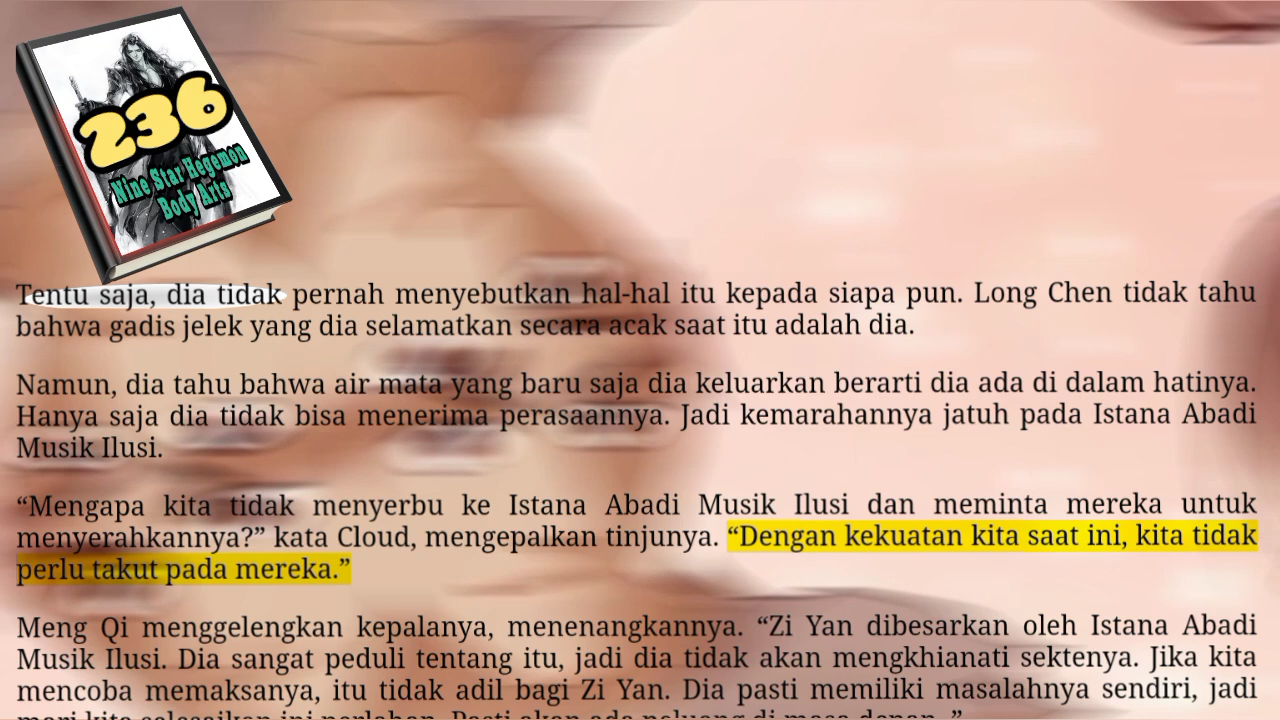 236
Nine Star Hegemon
Body Arts
Tentu saja, dia tidak pernah menyebutkan hal-hal itu kepada siapa pun. Long Chen tidak tahu
bahwa gadis jelek yang dia selamatkan secara acak saat itu adalah dia.
Namun, dia tahu bahwa air mata yang baru saja dia keluarkan berarti dia ada di dalam hatinya.
Hanya saja dia tidak bisa menerima perasaannya. Jadi kemarahannya jatuh pada Istana Abadi
Musik Ilusi.
“Mengapa kita tidak menyerbu ke Istana Abadi Musik Ilusi dan meminta mereka untuk
menyerahkannya?” kata Cloud, mengepalkan tinjunya. “Dengan kekuatan kita saat ini, kita tidak
perlu takut pada mereka.”
Meng Qi menggelengkan kepalanya, menenangkannya. “Zi Yan dibesarkan oleh Istana Abadi
Musik Ilusi. Dia sangat peduli tentang itu, jadi dia tidak akan mengkhianati sektenya. Jika kita
mencoba memaksanya, itu tidak adil bagi Zi Yan. Dia pasti memiliki masalahnya sendiri, jadi